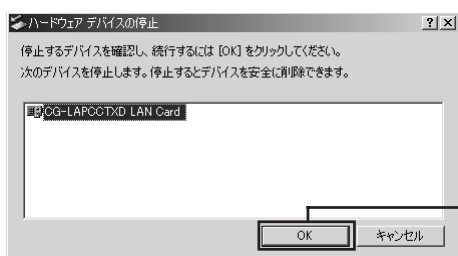 ハードウェア デバイスの停止
停止するデバイスを確認し、続行するには [OK] をクリックしてください。
次のデバイスを停止します。停止するとデバイスを安全に削除できます。
CG-LAPCCTXD LAN Card
OK キャンセル